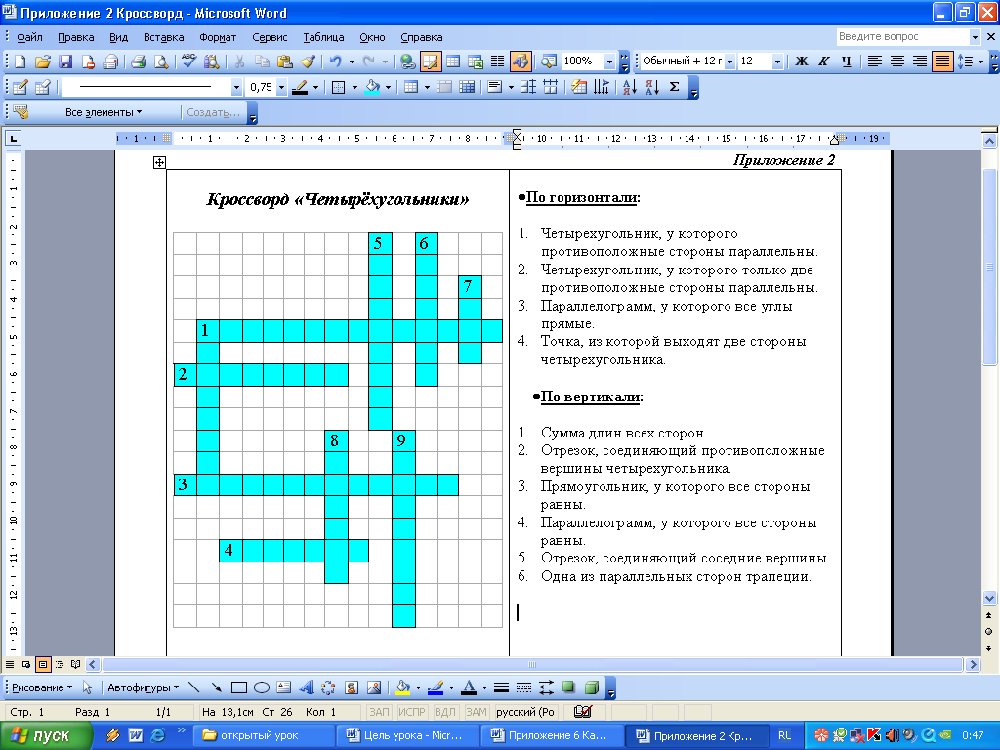 Приложение 2 Кроссворд - Microsoft Word
Файл Правка Вид Вставка Формат Сервис Таблица Окно Справка
Введите вопрос
100%
Обычный + 12 г
12
Ж К Ч
0,75
Все элементы
Создать...
1 1 2 3 4 5 6 7 8 10 11 12 13 14 15 16 17 19
Приложение 2
Кроссворд «Четырёхугольники»
5 6
7
1
2
8 9
3
4
•По горизонтали:
1. Четырехугольник, у которого
противоположные стороны параллельны.
2. Четырехугольник, у которого только две
противоположные стороны параллельны.
3. Параллелограмм, у которого все углы
прямые.
4. Точка, из которой выходят две стороны
четырехугольника.
•По вертикали:
1. Сумма длин всех сторон.
2. Отрезок, соединяющий противоположные
вершины четырехугольника.
3. Прямоугольник, у которого все стороны
равны.
4. Параллелограмм, у которого все стороны
равны.
5. Отрезок, соединяющий соседние вершины.
6. Одна из параллельных сторон трапеции.
Рисование Автофигуры
Стр. 1 Разд 1 1/1 На 13,1см Ст 26 Кол 1 ЗАП ИСПР ВДЛ ЗАМ русский (Ро
пуск
открытый урок
Цель урока - Micr...
Приложение 6 Ка...
Приложение 2 Кр...
RL
0:47